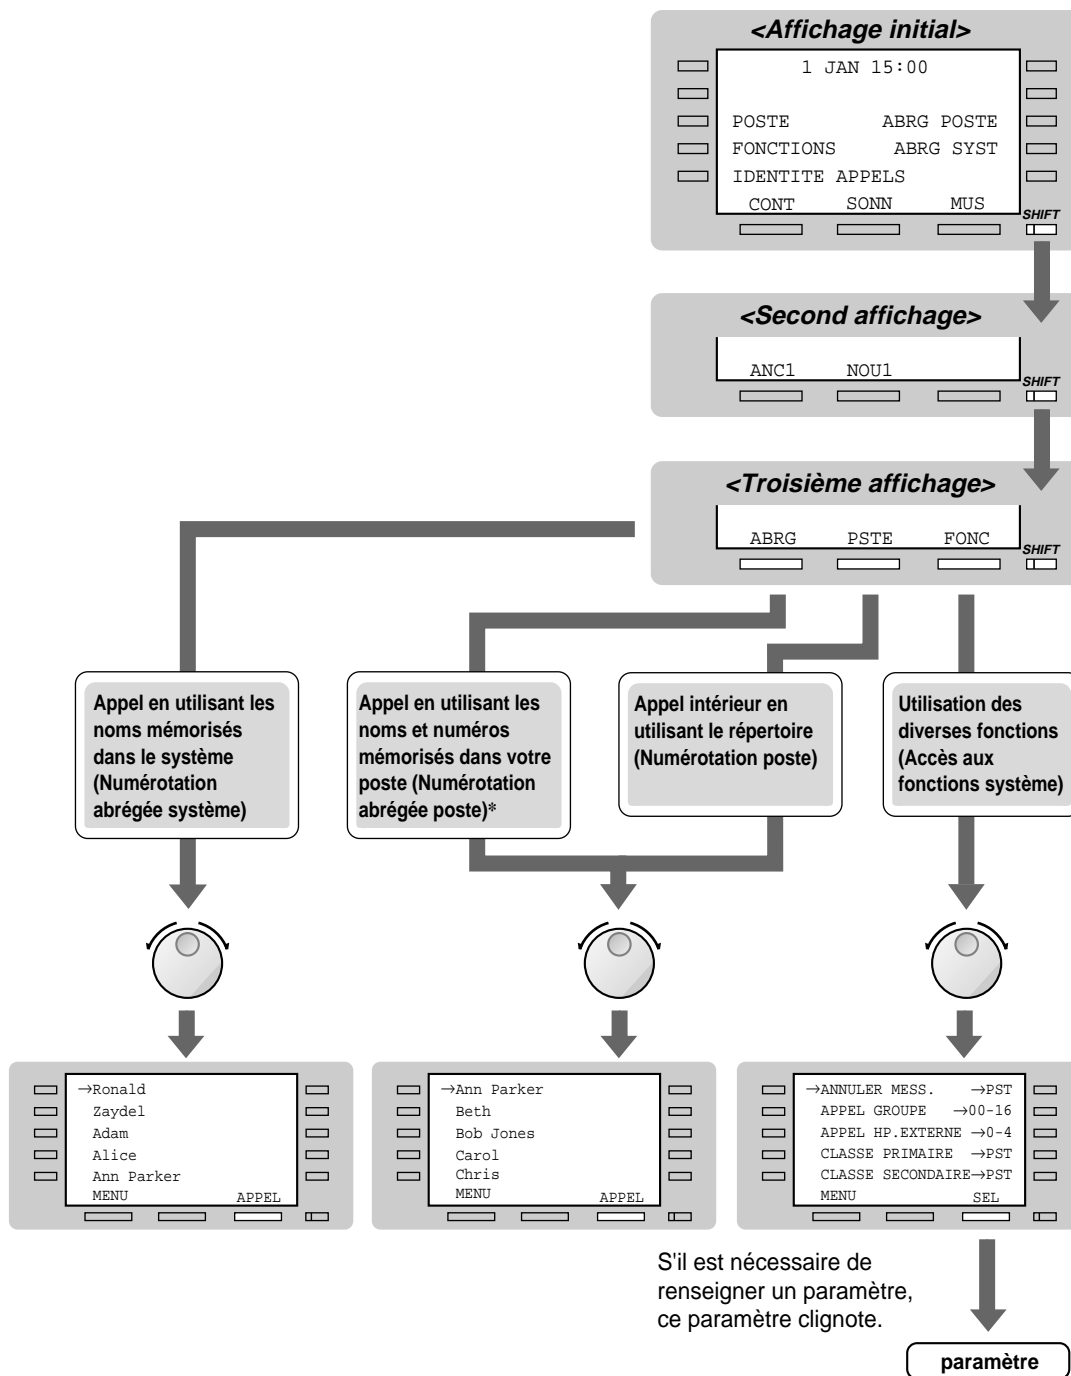 <Affichage initial>
1 JAN 15:00
POSTE ABRG POSTE
FONCTIONS ABRG SYST
IDENTITE APPELS
CONT SONN MUS
SHIFT
<Second affichage>
ANC1 NOU1
SHIFT
<Troisième affichage>
ABRG PSTE FONC
SHIFT
Appel en utilisant les
noms mémorisés
dans le système
(Numérotation
abrégée système)
Appel en utilisant les
noms et numéros
mémorisés dans votre
poste (Numérotation
abrégée poste)*
Appel intérieur en
utilisant le répertoire
(Numérotation poste)
Utilisation des
diverses fonctions
(Accès aux
fonctions système)
→Ronald
Zaydel
Adam
Alice
Ann Parker
MENU APPEL
→Ann Parker
Beth
Bob Jones
Carol
Chris
MENU APPEL
→ANNULER MESS. →PST
APPEL GROUPE →00-16
APPEL HP.EXTERNE →0-4
CLASSE PRIMAIRE →PST
CLASSE SECONDAIRE→PST
MENU SEL
S'il est nécessaire de
renseigner un paramètre,
ce paramètre clignote.
paramètre